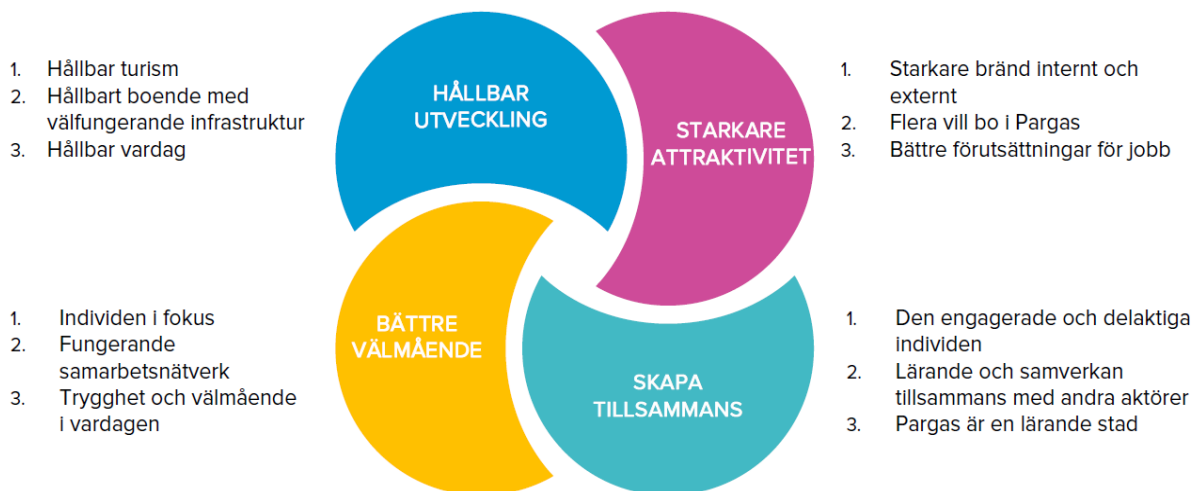 1. Hållbar turism
2. Hållbart boende med
välfungerande infrastruktur
3. Hållbar vardag
HÅLLBAR
UTVECKLING
STARKARE
ATTRAKTIVITET
1. Starkare bränd internt och
externt
2. Flera vill bo i Pargas
3. Bättre förutsättningar för jobb
1. Individen i fokus
2. Fungerande
samarbetsnätverk
3. Trygghet och välmående
i vardagen
BÄTTRE
VÄLMÅENDE
SKAPA
TILLSAMMANS
1. Den engagerade och delaktiga
individen
2. Lärande och samverkan
tillsammans med andra aktörer
3. Pargas är en lärande stad